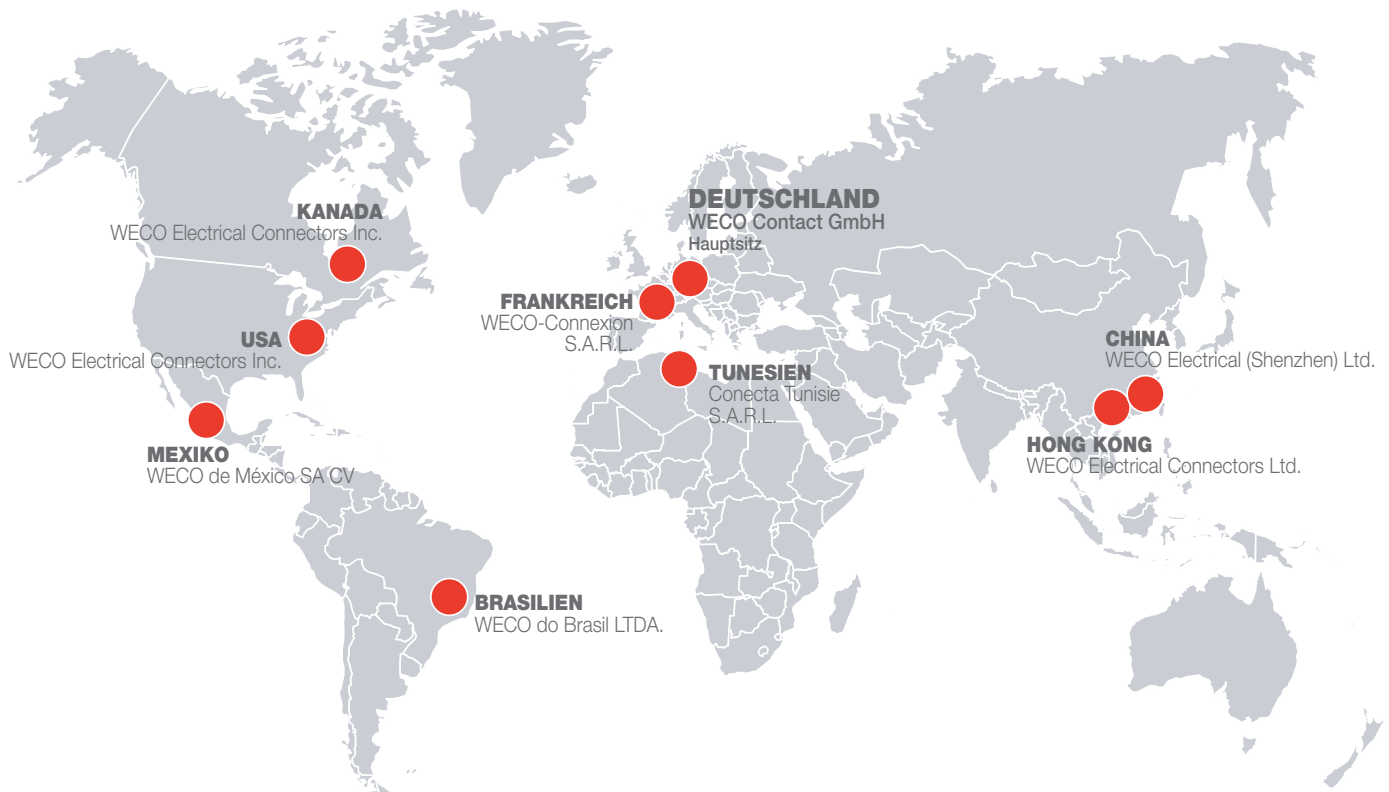 KANADA
WECO Electrical Connectors Inc.
USA
WECO Electrical Connectors Inc.
MEXIKO
WECO de México SA CV
BRASILIEN
WECO do Brasil LTDA.
DEUTSCHLAND
WECO Contact GmbH
Hauptsitz
FRANKREICH
WECO-Connexion
S.A.R.L.
TUNESIEN
Conecta Tunisie
S.A.R.L.
CHINA
WECO Electrical (Shenzhen) Ltd.
HONG KONG
WECO Electrical Connectors Ltd.